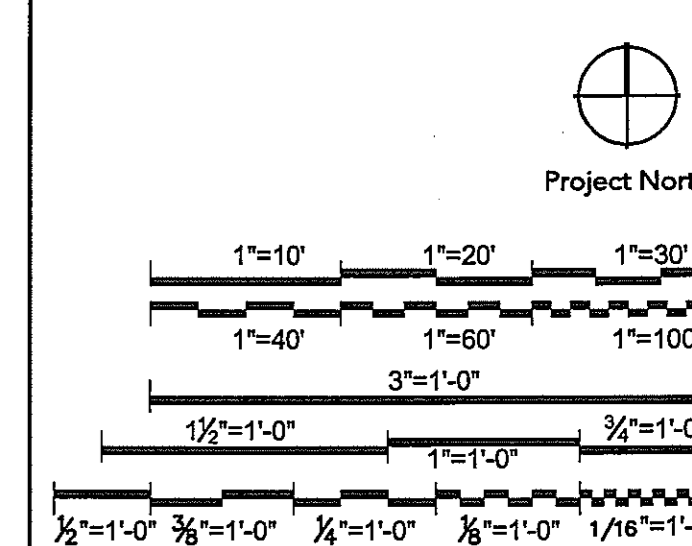 Project Nort
1"=10' 1"=20' 1"=30'
1"=40' 1"=60' 1"=100
3"=1'-0"
1½"=1'-0" 1"=1'-0" ¾"=1'-0
½"=1'-0" ⅜"=1'-0" ¼"=1'-0" ⅛"=1'-0" 1/16"=1'-